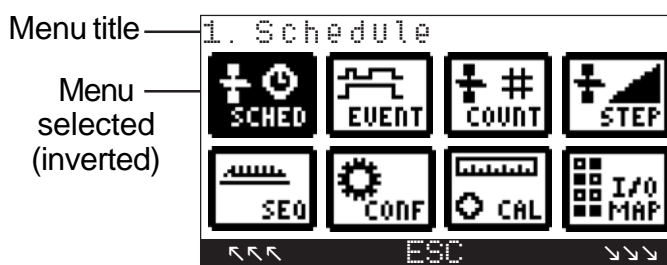 Menu title
1. Schedule
Menu
selected
(inverted)
SCHED EVENT COUNT STEP
SEQ CONF CAL I/O
MAP
↖↖↖ ESC ↘↘↘